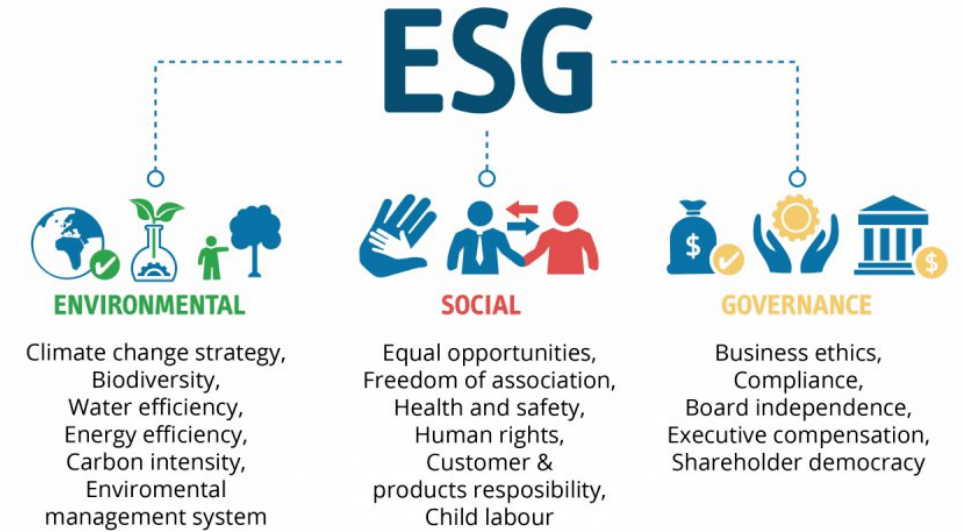 ESG
ENVIRONMENTAL
Climate change strategy,
Biodiversity,
Water efficiency,
Energy efficiency,
Carbon intensity,
Enviromental
management system
SOCIAL
Equal opportunities,
Freedom of association,
Health and safety,
Human rights,
Customer &
products resposibility,
Child labour
$
$
GOVERNANCE
Business ethics,
Compliance,
Board independence,
Executive compensation,
Shareholder democracy